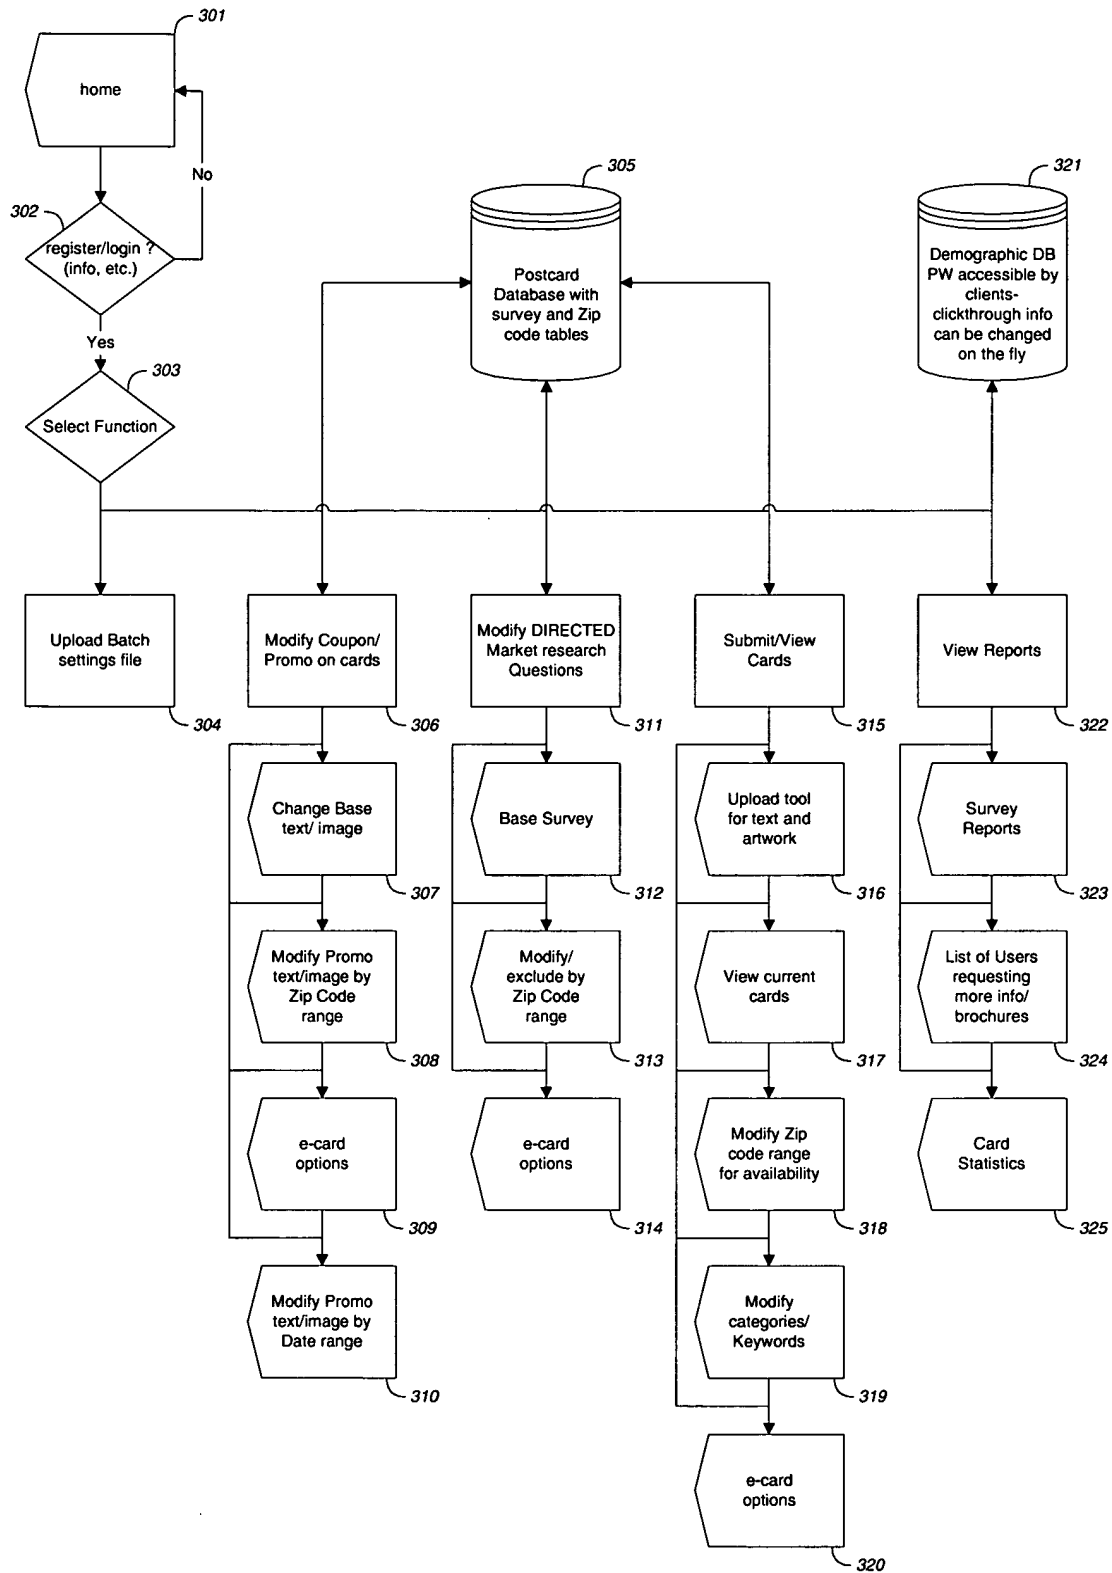 301
home
No
302
register/login ?
(info, etc.)
Yes
303
Select Function
305
Postcard
Database with
survey and Zip
code tables
321
Demographic DB
PW accessible by
clients-
clickthrough info
can be changed
on the fly
Upload Batch
settings file
304
Modify Coupon/
Promo on cards
306
Modify DIRECTED
Market research
Questions
311
Submit/View
Cards
315
View Reports
322
Change Base
text/ image
307
Base Survey
312
Upload tool
for text and
artwork
316
Survey
Reports
323
Modify Promo
text/image by
Zip Code
range
308
Modify/
exclude by
Zip Code
range
313
View current
cards
317
List of Users
requesting
more info/
brochures
324
e-card
options
309
e-card
options
314
Modify Zip
code range
for availability
318
Card
Statistics
325
Modify Promo
text/image by
Date range
310
Modify
categories/
Keywords
319
e-card
options
320